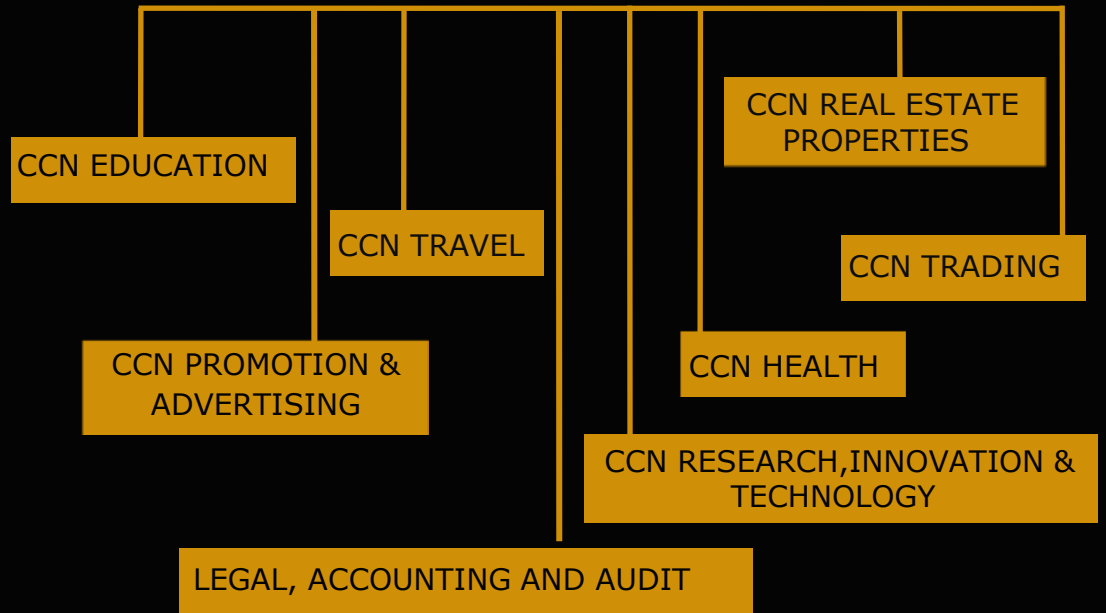 CCN REAL ESTATE
PROPERTIES
CCN EDUCATION
CCN TRAVEL
CCN TRADING
CCN PROMOTION &
ADVERTISING
CCN HEALTH
CCN RESEARCH,INNOVATION &
TECHNOLOGY
LEGAL, ACCOUNTING AND AUDIT